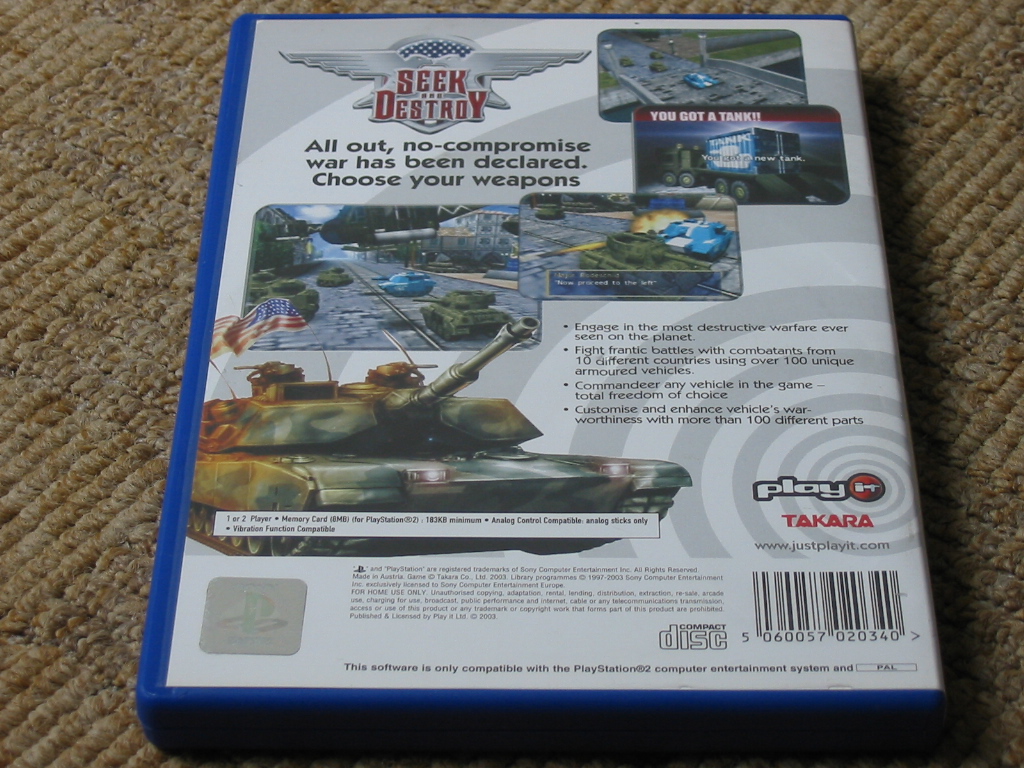 SEEK
AND
DESTROY
All out, no-compromise
war has been declared.
Choose your weapons
YOU GOT A TANK!!
TANK
You got a new tank.
"Now proceed to the left"
• Engage in the most destructive warfare ever
seen on the planet.
• Fight frantic battles with combatants from
10 different countries using over 100 unique
armoured vehicles.
• Commandeer any vehicle in the game –
total freedom of choice
• Customise and enhance vehicle's war-
worthiness with more than 100 different parts
play it
TAKARA
www.justplayit.com
1 or 2 Player • Memory Card (8MB) (for PlayStation®2) : 183KB minimum • Analog Control Compatible: analog sticks only
• Vibration Function Compatible
" " and "PlayStation" are registered trademarks of Sony Computer Entertainment Inc. All Rights Reserved.
Made in Austria. Game © Takara Co., Ltd. 2003. Library programmes © 1997-2003 Sony Computer Entertainment
Inc. exclusively licensed to Sony Computer Entertainment Europe.
FOR HOME USE ONLY. Unauthorised copying, adaptation, rental, lending, distribution, extraction, re-sale, arcade
use, charging for use, broadcast, public performance and internet, cable or any telecommunications transmission,
access or use of this product or any trademark or copyright work that forms part of this product are prohibited.
Published & Licensed by Play it Ltd. © 2003.
COMPACT
disc
5 060057 020340 >
This software is only compatible with the PlayStation®2 computer entertainment system and PAL